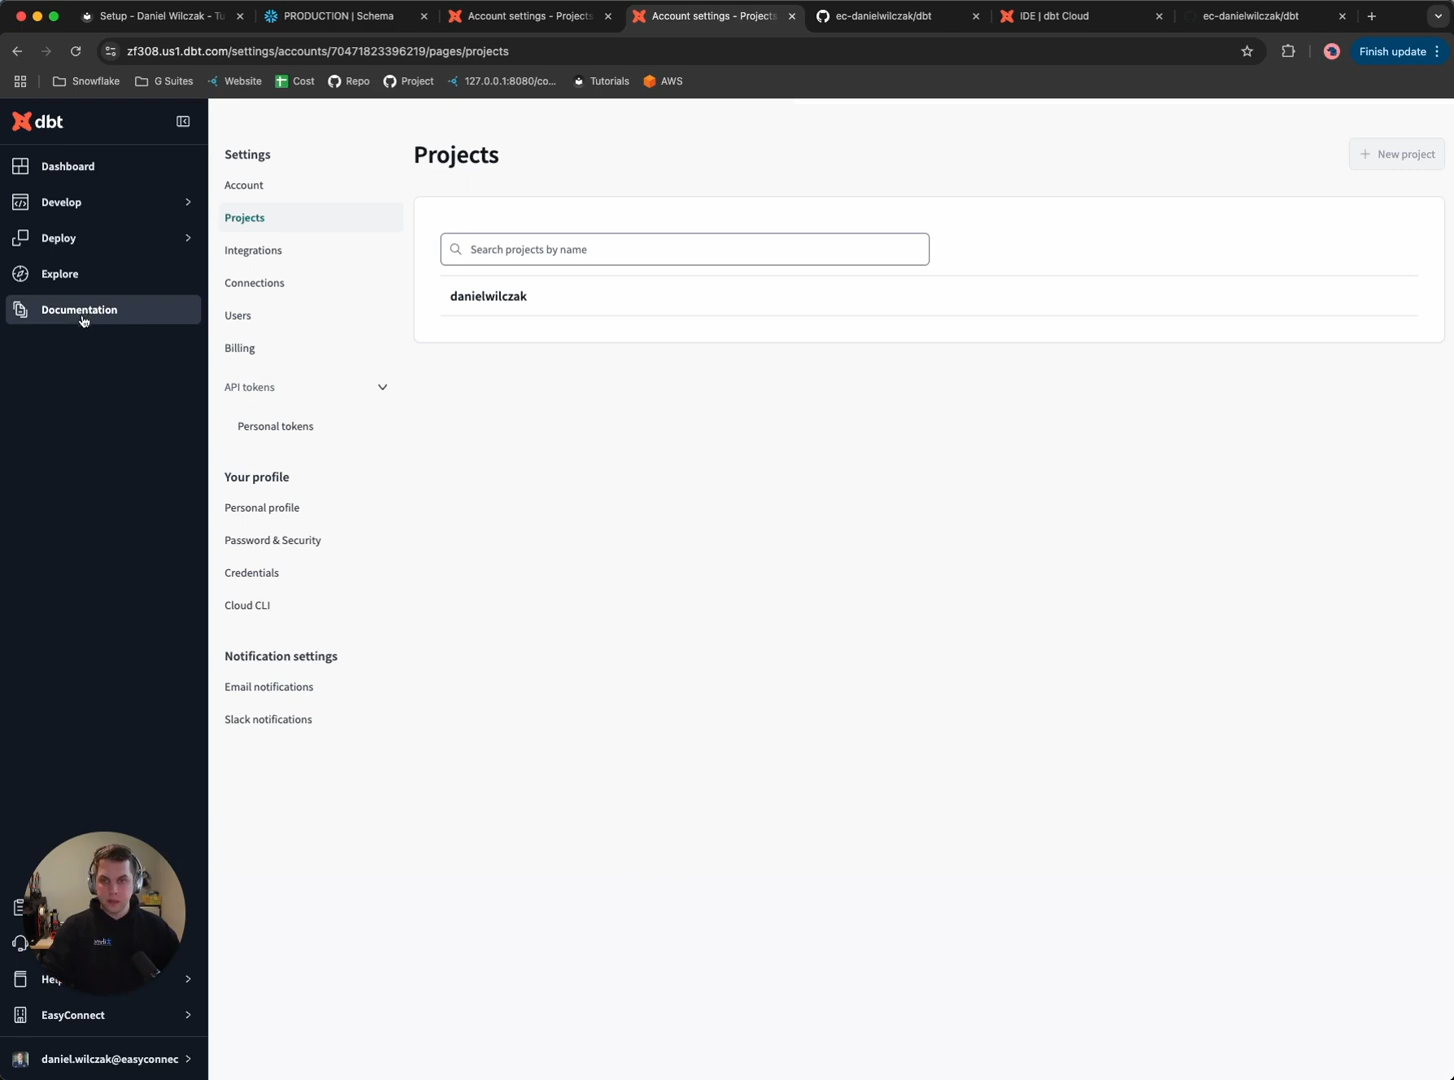 Setup - Daniel Wilczak - Tu
PRODUCTION | Schema
Account settings - Projects
Account settings - Projects
ec-danielwilczak/dbt
IDE | dbt Cloud
ec-danielwilczak/dbt
zf308.us1.dbt.com/settings/accounts/70471823396219/pages/projects
Finish update
Snowflake
G Suites
Website
Cost
Repo
Project
127.0.0.1:8080/co...
Tutorials
AWS
dbt
Dashboard
Develop
Deploy
Explore
Documentation
EasyConnect
daniel.wilczak@easyconnec
Settings
Account
Projects
Integrations
Connections
Users
Billing
API tokens
Personal tokens
Your profile
Personal profile
Password & Security
Credentials
Cloud CLI
Notification settings
Email notifications
Slack notifications
Projects
New project
Search projects by name
danielwilczak